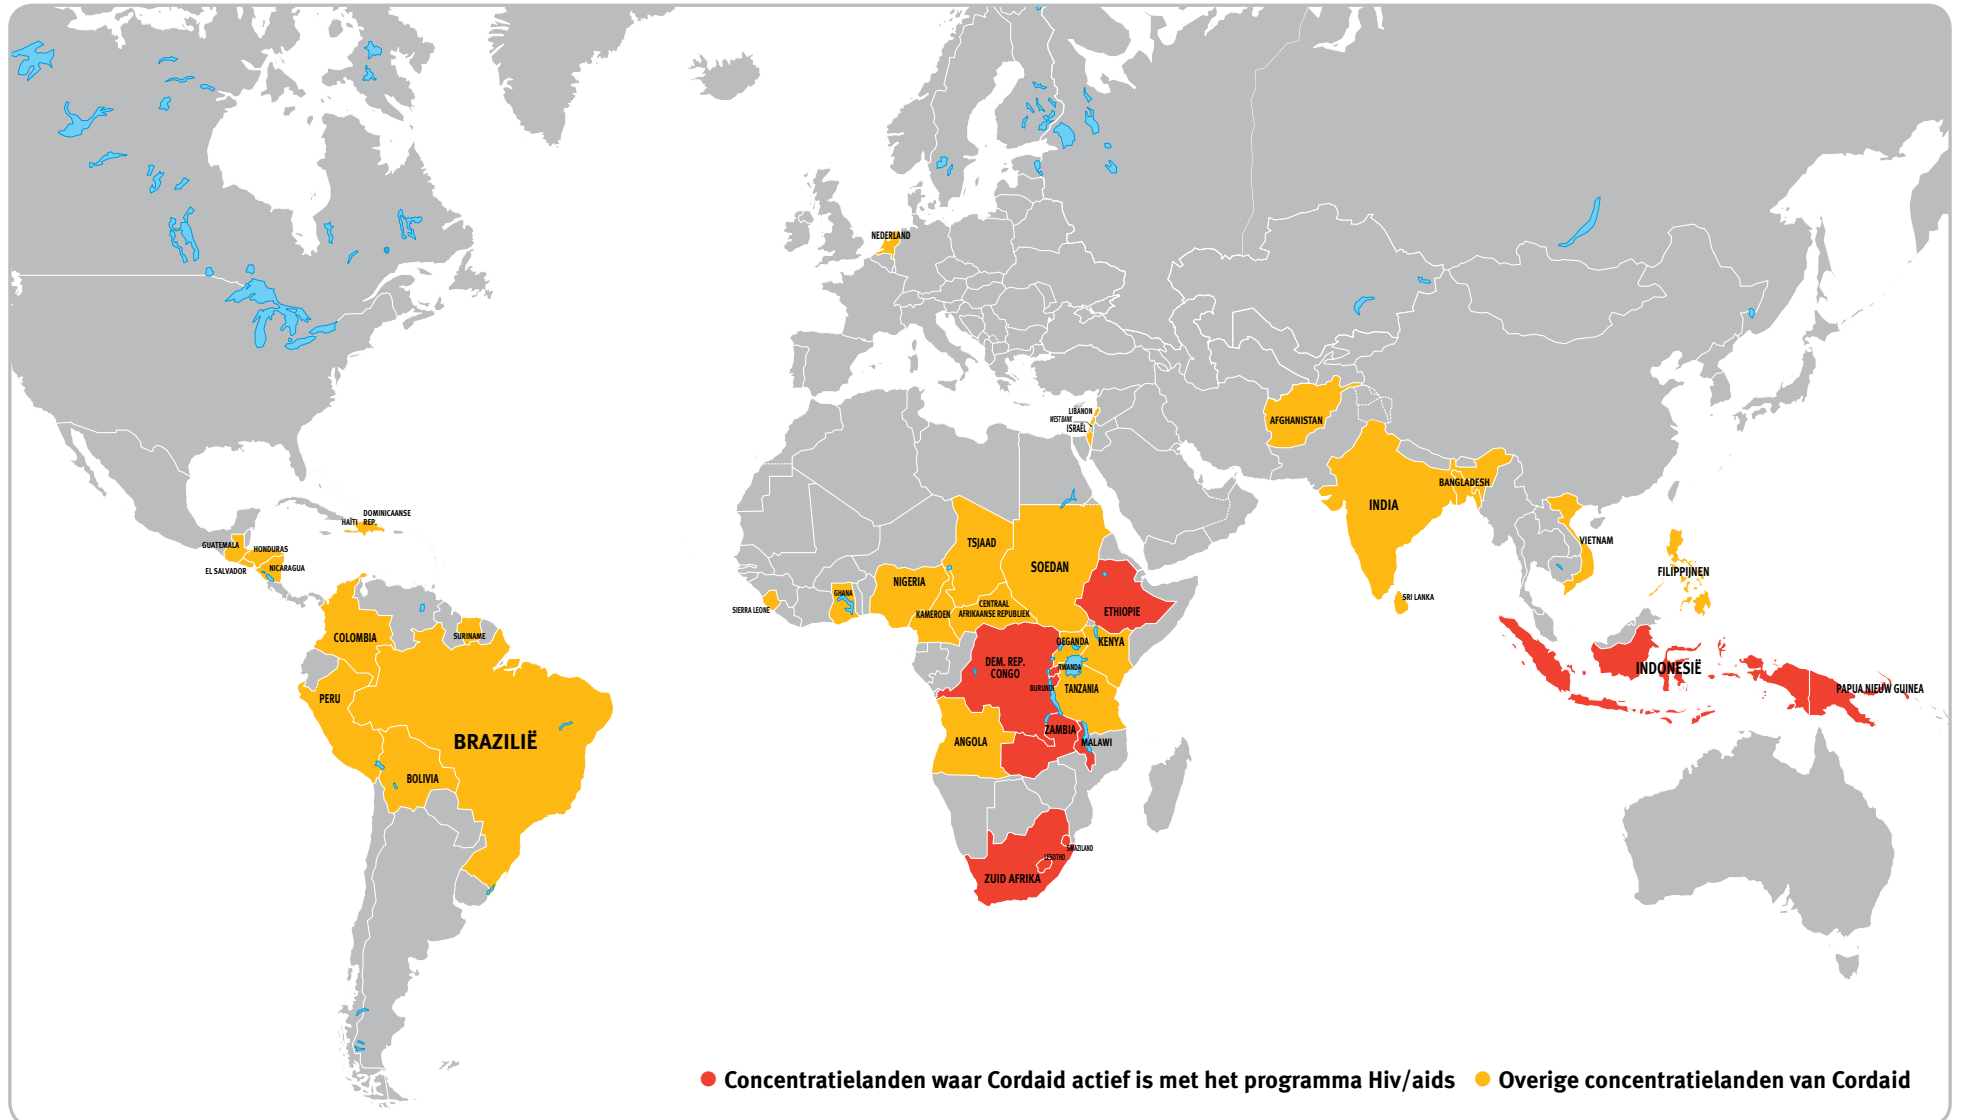 NEDERLAND
LIBANON
WESTBANK
ISRAËL
AFGHANISTAN
BANGLADESH
INDIA
DOMINICAANSE
HAÏTI REP.
GUATEMALA
HONDURAS
EL SALVADOR
NICARAGUA
TSJAAD
SOEDAN
VIETNAM
NIGERIA
GHANA
SIERRA LEONE
KAMEROEN
CENTRAAL
AFRIKAANSE REPUBLIEK
ETHIOPIE
FILIPPIJNEN
SRI LANKA
COLOMBIA
SURINAME
OEGANDA
KENYA
DEM. REP.
CONGO
RWANDA
BURUNDI
TANZANIA
INDONESIË
PAPUA NIEUW GUINEA
PERU
BRAZILIË
BOLIVIA
ANGOLA
ZAMBIA
MALAWI
SWAZILAND
LESOTHO
ZUID AFRIKA
Concentratielanden waar Cordaid actief is met het programma Hiv/aids
Overige concentratielanden van Cordaid